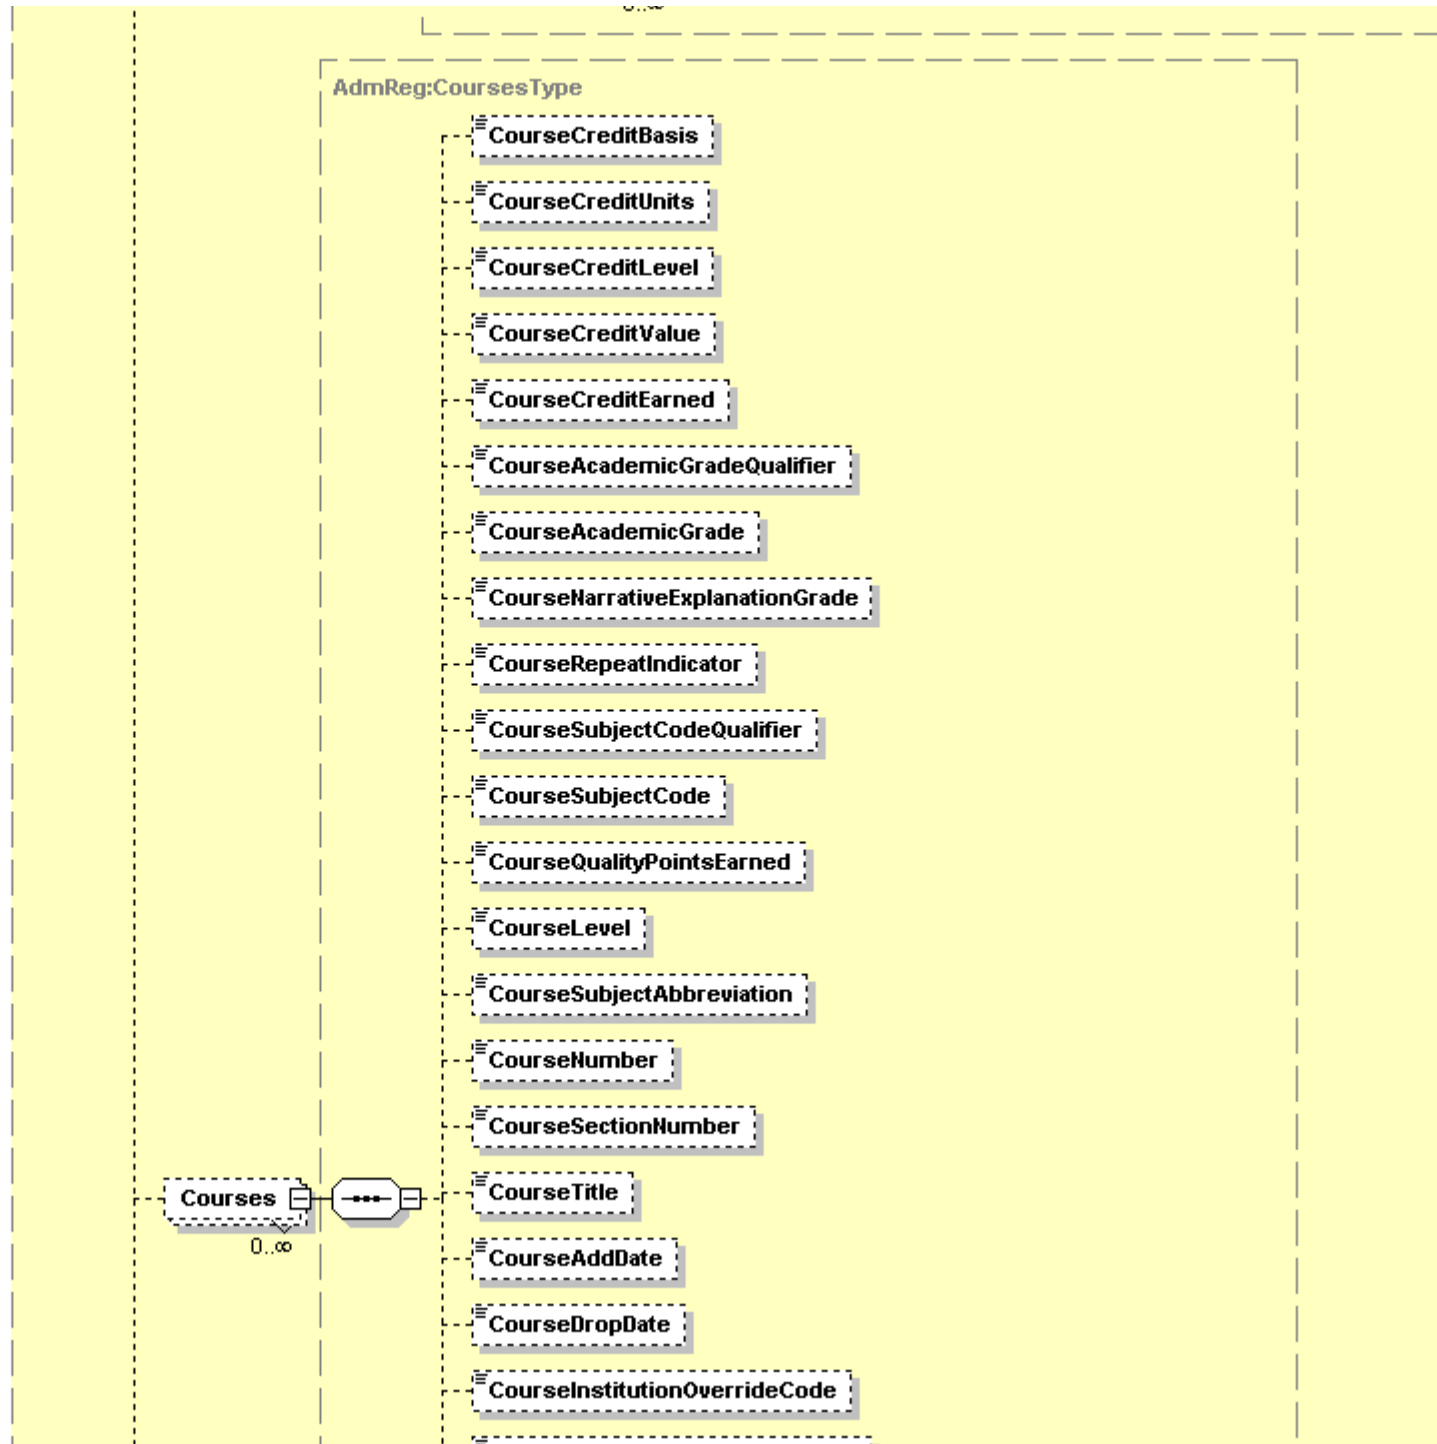 AdmReg:CoursesType
CourseCreditBasis
CourseCreditUnits
CourseCreditLevel
CourseCreditValue
CourseCreditEarned
CourseAcademicGradeQualifier
CourseAcademicGrade
CourseNarrativeExplanationGrade
CourseRepeatIndicator
CourseSubjectCodeQualifier
CourseSubjectCode
CourseQualityPointsEarned
CourseLevel
CourseSubjectAbbreviation
CourseNumber
CourseSectionNumber
CourseTitle
Courses
0..∞
CourseAddDate
CourseDropDate
CourseInstitutionOverrideCode